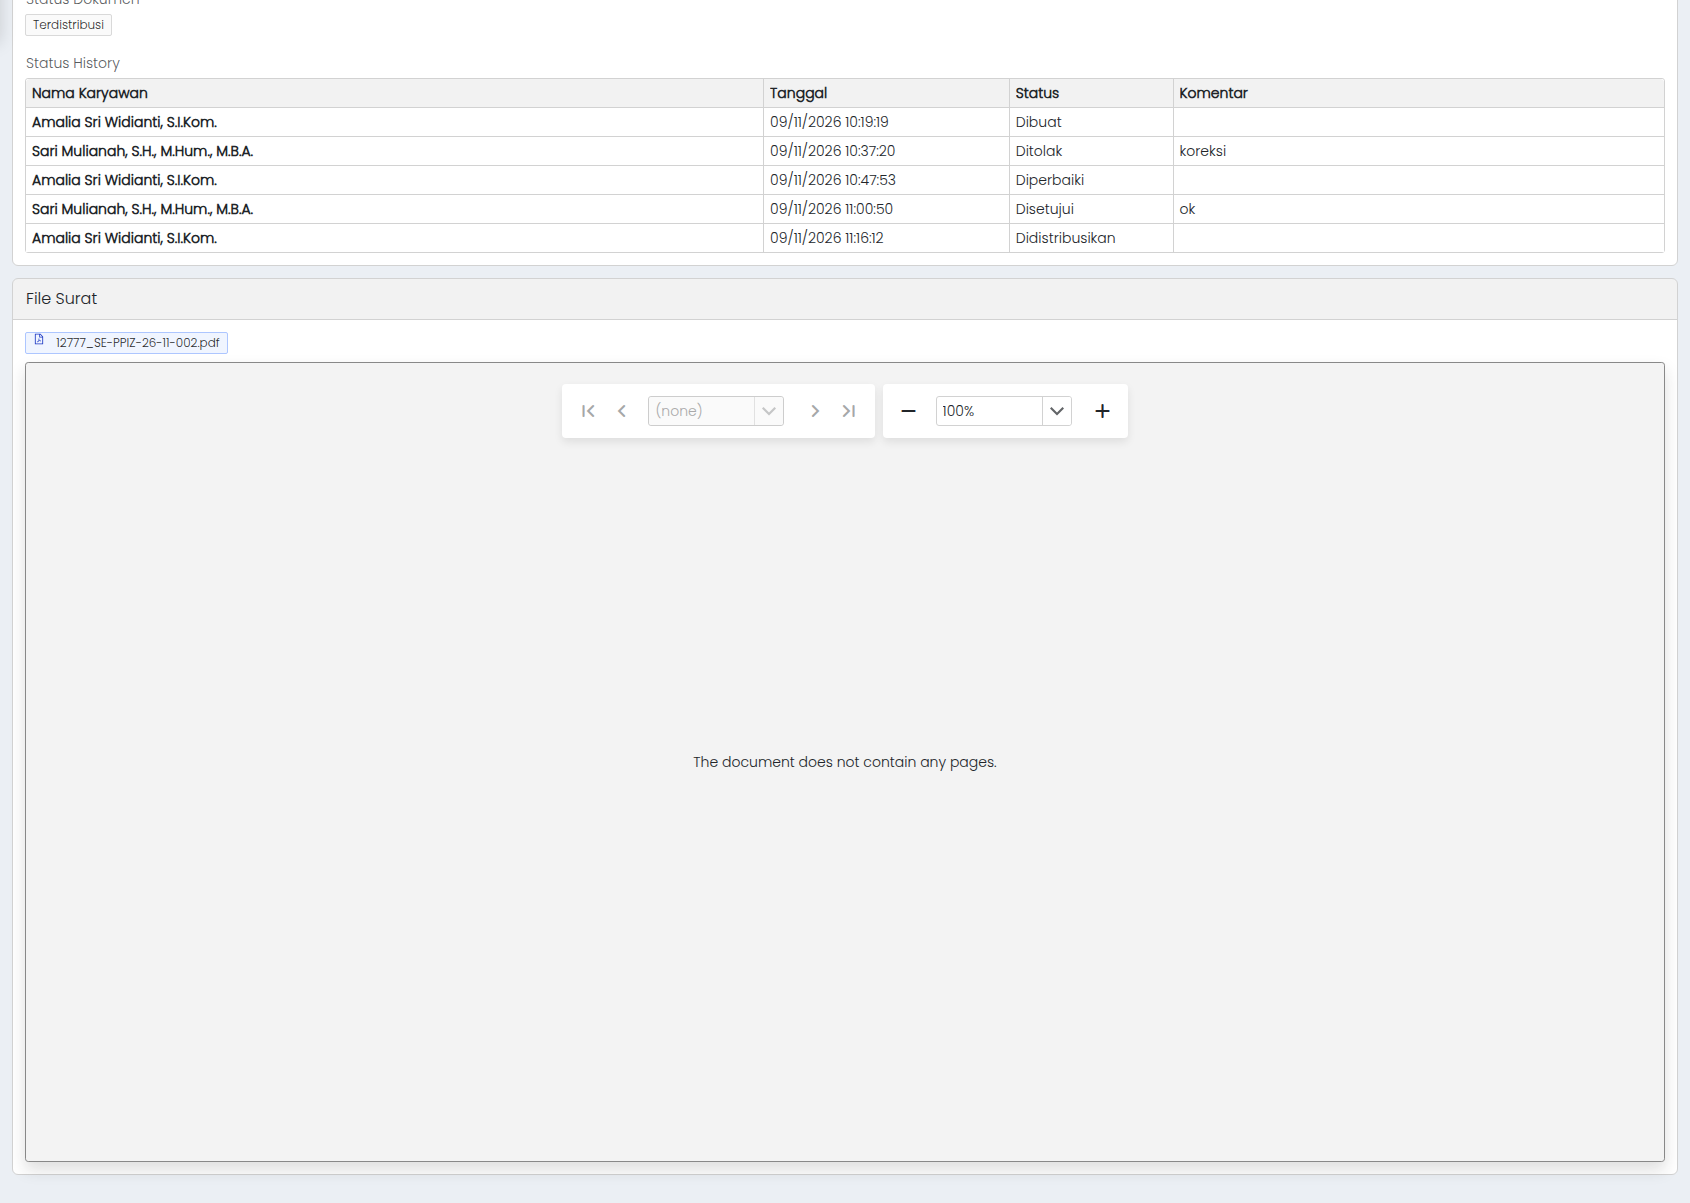 Status Dokumen
Terdistribusi
Status History
Nama Karyawan Tanggal Status Komentar
Amalia Sri Widianti, S.I.Kom. 09/11/2026 10:19:19 Dibuat
Sari Mulianah, S.H., M.Hum., M.B.A. 09/11/2026 10:37:20 Ditolak koreksi
Amalia Sri Widianti, S.I.Kom. 09/11/2026 10:47:53 Diperbaiki
Sari Mulianah, S.H., M.Hum., M.B.A. 09/11/2026 11:00:50 Disetujui ok
Amalia Sri Widianti, S.I.Kom. 09/11/2026 11:16:12 Didistribusikan
File Surat
12777_SE-PPIZ-26-11-002.pdf
(none) 100%
The document does not contain any pages.